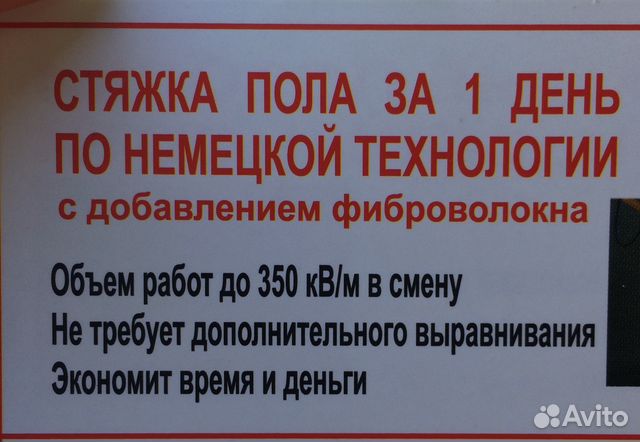 СТЯЖКА ПОЛА ЗА 1 ДЕНЬ
ПО НЕМЕЦКОЙ ТЕХНОЛОГИИ
с добавлением фиброволокна
Объем работ до 350 кВ/м в смену
Не требует дополнительного выравнивания
Экономит время и деньги
Avito